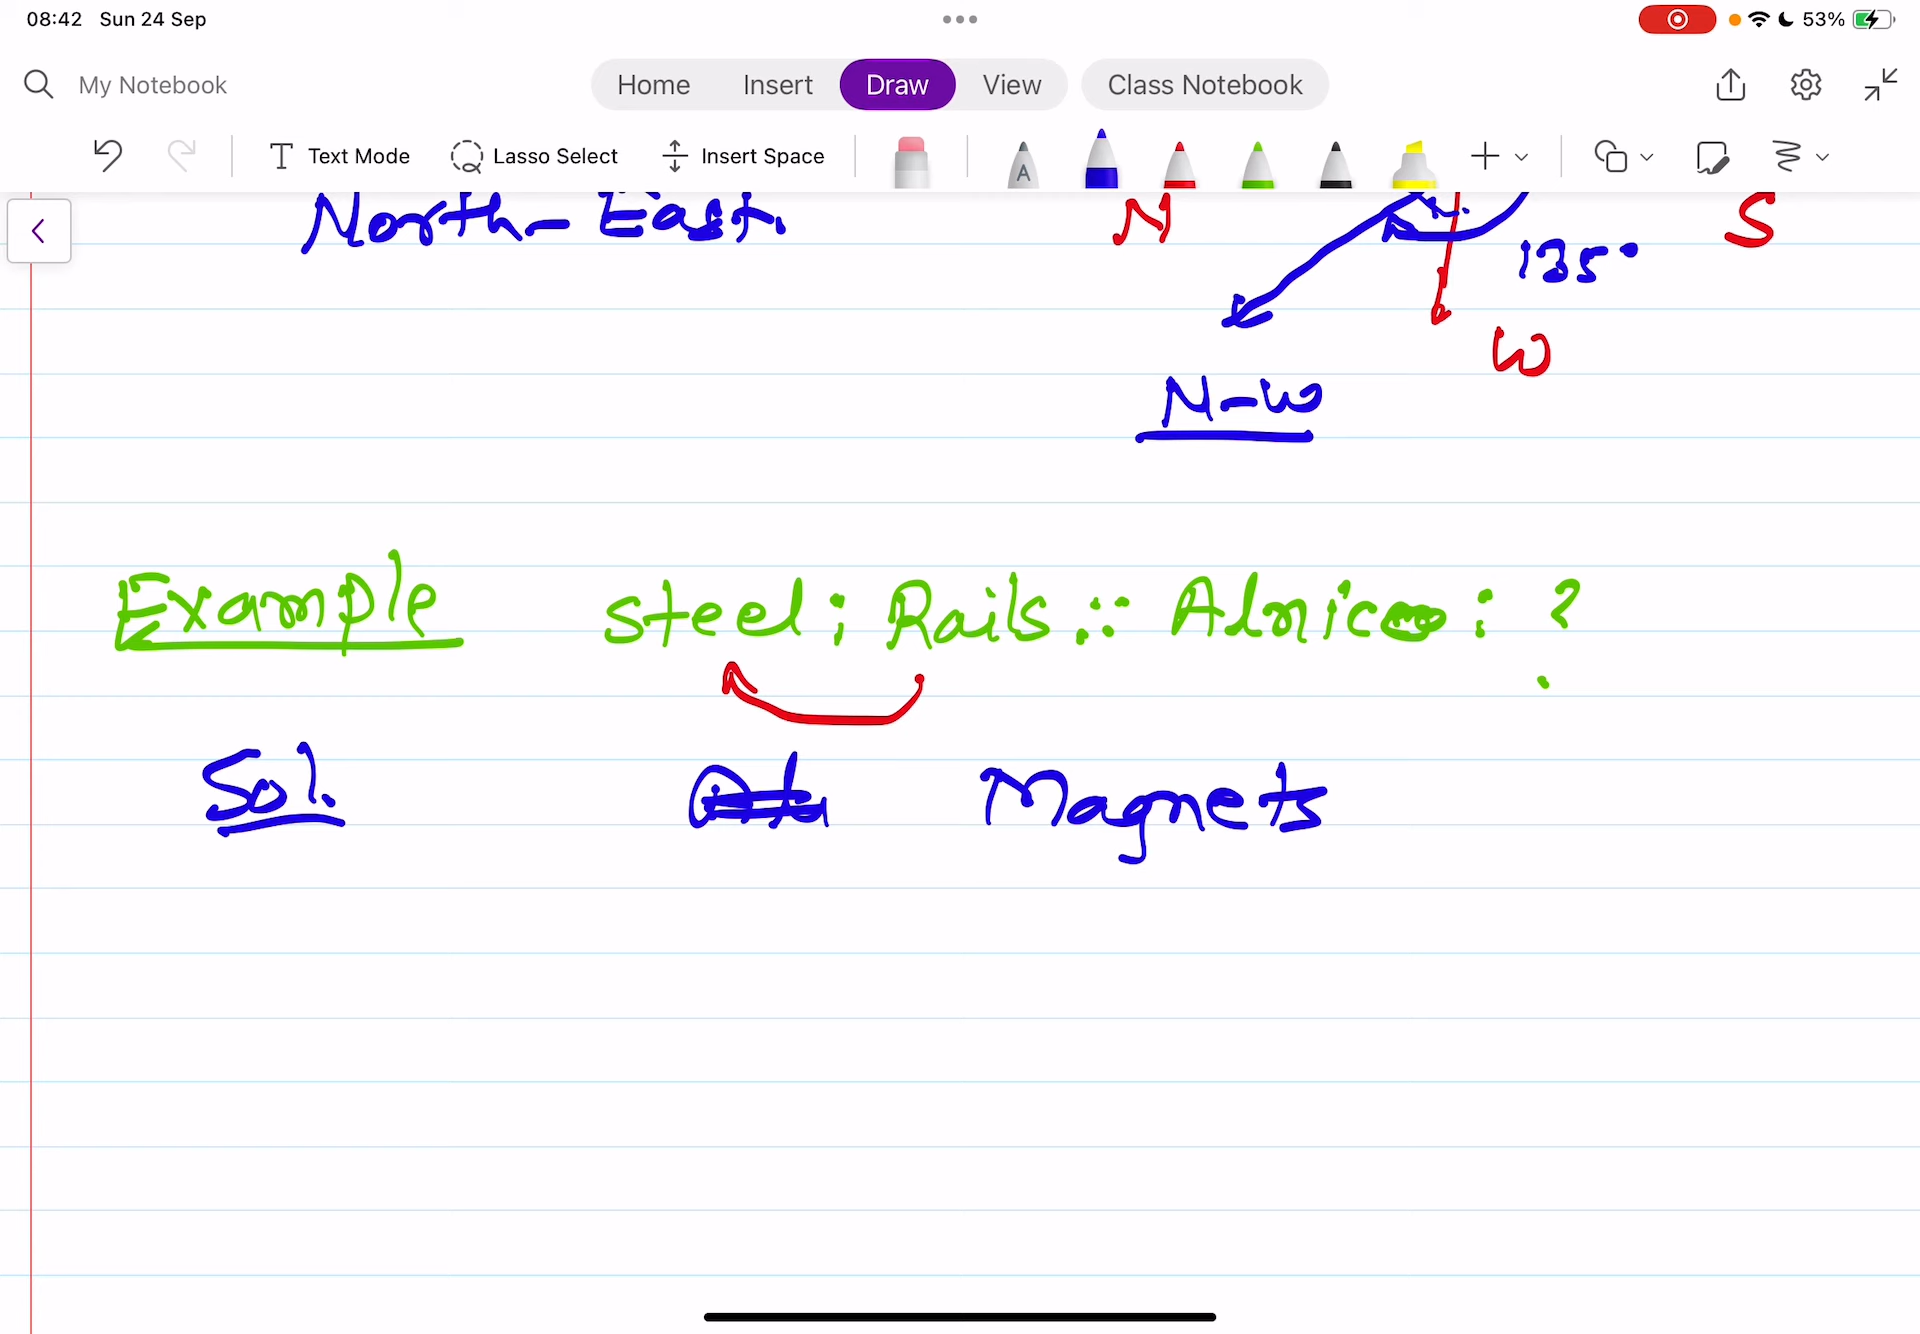 08:42 Sun 24 Sep 53%
My Notebook Home Insert Draw View Class Notebook
Text Mode Lasso Select Insert Space A
North-East. N S
135°
W
N-W
Example steel : Rails :: Alnico : ?
Sol. Magnets